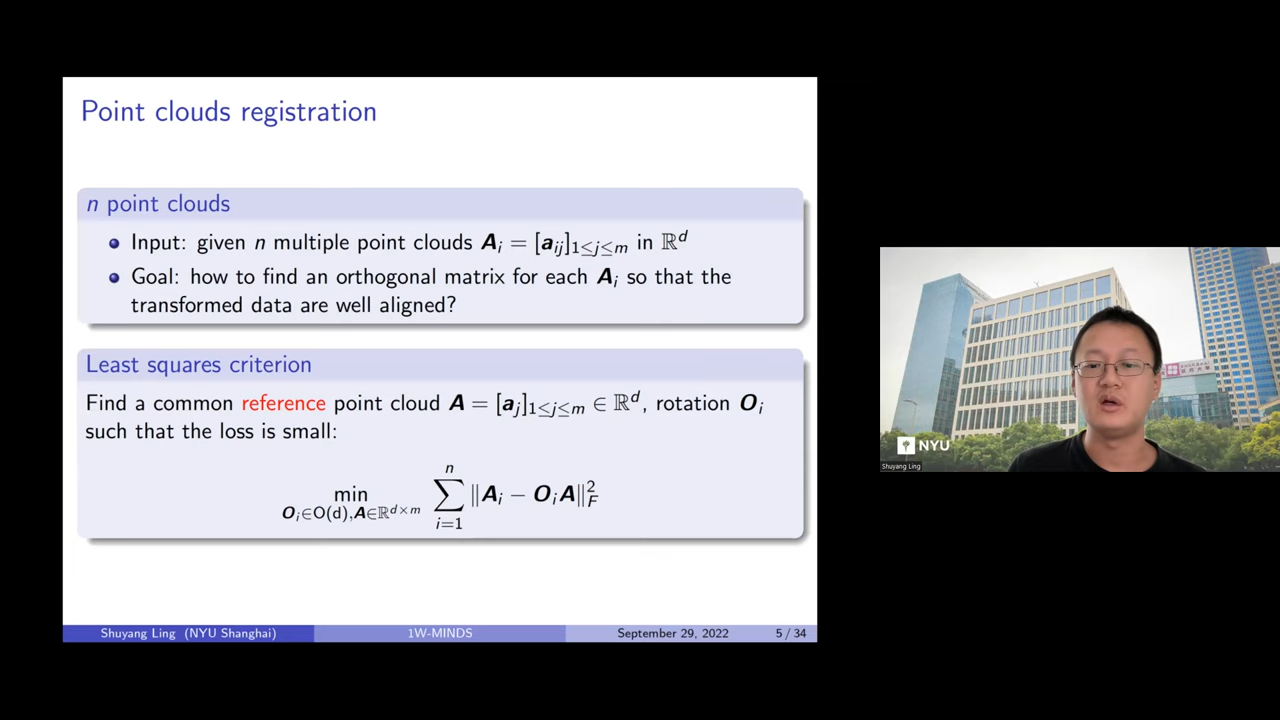 Point clouds registration
n point clouds
Input: given n multiple point clouds A_i = [a_{ij}]_{1≤j≤m} in ℝ^d
Goal: how to find an orthogonal matrix for each A_i so that the
transformed data are well aligned?
Least squares criterion
Find a common reference point cloud A = [a_j]_{1≤j≤m} ∈ ℝ^d, rotation O_i
such that the loss is small:
min_{O_i∈O(d),A∈ℝ^{d×m}} ∑_{i=1}^{n} ‖A_i − O_iA‖_F^2
Shuyang Ling (NYU Shanghai) 1W-MINDS September 29, 2022 5 / 34
NYU
Shuyang Ling